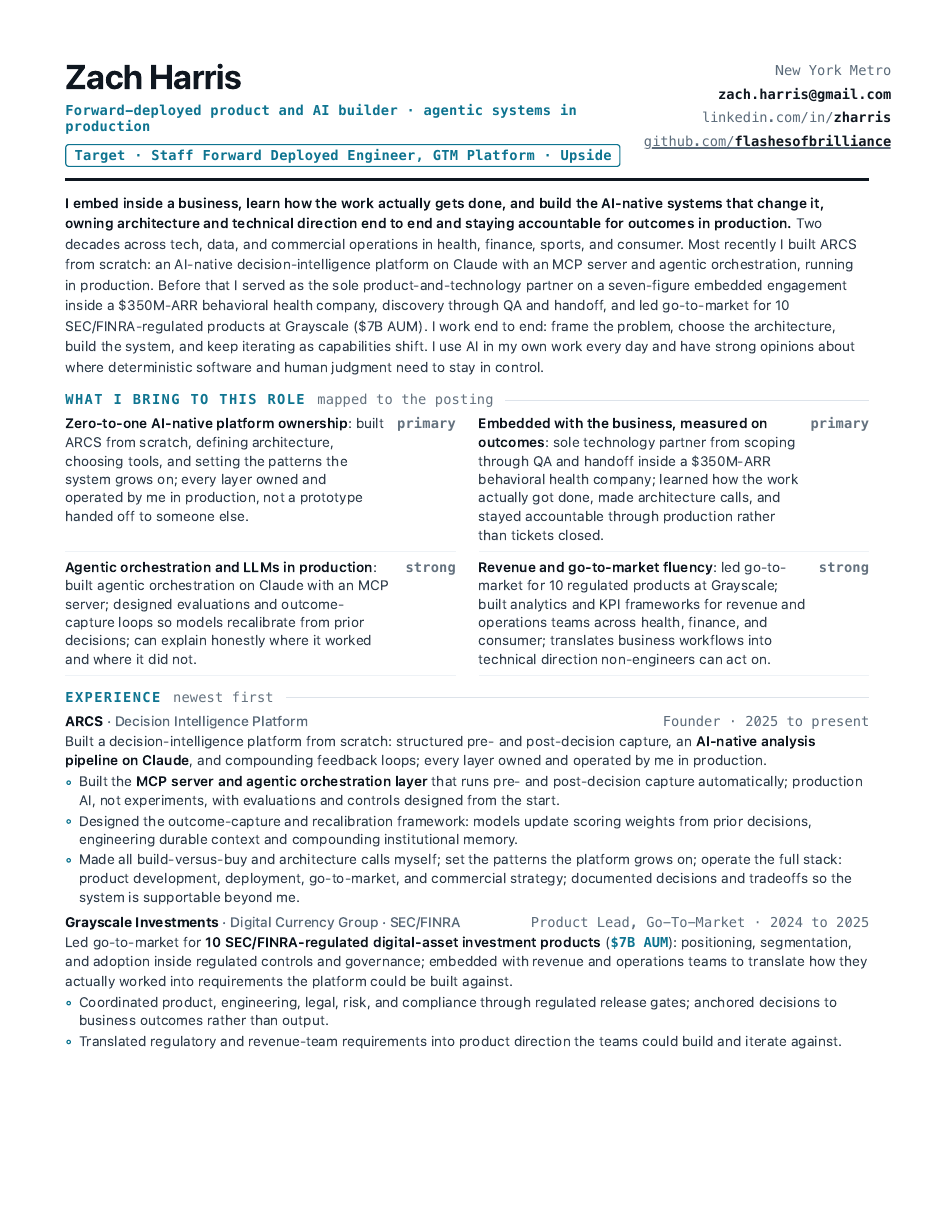 Zach Harris
New York Metro
zach.harris@gmail.com
linkedin.com/in/zharris
github.com/flashesofbrilliance
Forward-deployed product and AI builder · agentic systems in
production
Target · Staff Forward Deployed Engineer, GTM Platform · Upside
I embed inside a business, learn how the work actually gets done, and build the AI-native systems that change it,
owning architecture and technical direction end to end and staying accountable for outcomes in production. Two
decades across tech, data, and commercial operations in health, finance, sports, and consumer. Most recently I built ARCS
from scratch: an AI-native decision-intelligence platform on Claude with an MCP server and agentic orchestration, running
in production. Before that I served as the sole product-and-technology partner on a seven-figure embedded engagement
inside a $350M-ARR behavioral health company, discovery through QA and handoff, and led go-to-market for 10
SEC/FINRA-regulated products at Grayscale ($7B AUM). I work end to end: frame the problem, choose the architecture,
build the system, and keep iterating as capabilities shift. I use AI in my own work every day and have strong opinions about
where deterministic software and human judgment need to stay in control.
WHAT I BRING TO THIS ROLE mapped to the posting
Zero-to-one AI-native platform ownership: built primary
ARCS from scratch, defining architecture,
choosing tools, and setting the patterns the
system grows on; every layer owned and
operated by me in production, not a prototype
handed off to someone else.
Embedded with the business, measured on primary
outcomes: sole technology partner from scoping
through QA and handoff inside a $350M-ARR
behavioral health company; learned how the work
actually got done, made architecture calls, and
stayed accountable through production rather
than tickets closed.
Agentic orchestration and LLMs in production: strong
built agentic orchestration on Claude with an MCP
server; designed evaluations and outcome-
capture loops so models recalibrate from prior
decisions; can explain honestly where it worked
and where it did not.
Revenue and go-to-market fluency: led go-to- strong
market for 10 regulated products at Grayscale;
built analytics and KPI frameworks for revenue and
operations teams across health, finance, and
consumer; translates business workflows into
technical direction non-engineers can act on.
EXPERIENCE newest first
ARCS · Decision Intelligence Platform Founder · 2025 to present
Built a decision-intelligence platform from scratch: structured pre- and post-decision capture, an AI-native analysis
pipeline on Claude, and compounding feedback loops; every layer owned and operated by me in production.
Built the MCP server and agentic orchestration layer that runs pre- and post-decision capture automatically; production
AI, not experiments, with evaluations and controls designed from the start.
Designed the outcome-capture and recalibration framework: models update scoring weights from prior decisions,
engineering durable context and compounding institutional memory.
Made all build-versus-buy and architecture calls myself; set the patterns the platform grows on; operate the full stack:
product development, deployment, go-to-market, and commercial strategy; documented decisions and tradeoffs so the
system is supportable beyond me.
Grayscale Investments · Digital Currency Group · SEC/FINRA Product Lead, Go-To-Market · 2024 to 2025
Led go-to-market for 10 SEC/FINRA-regulated digital-asset investment products ($7B AUM): positioning, segmentation,
and adoption inside regulated controls and governance; embedded with revenue and operations teams to translate how they
actually worked into requirements the platform could be built against.
Coordinated product, engineering, legal, risk, and compliance through regulated release gates; anchored decisions to
business outcomes rather than output.
Translated regulatory and revenue-team requirements into product direction the teams could build and iterate against.